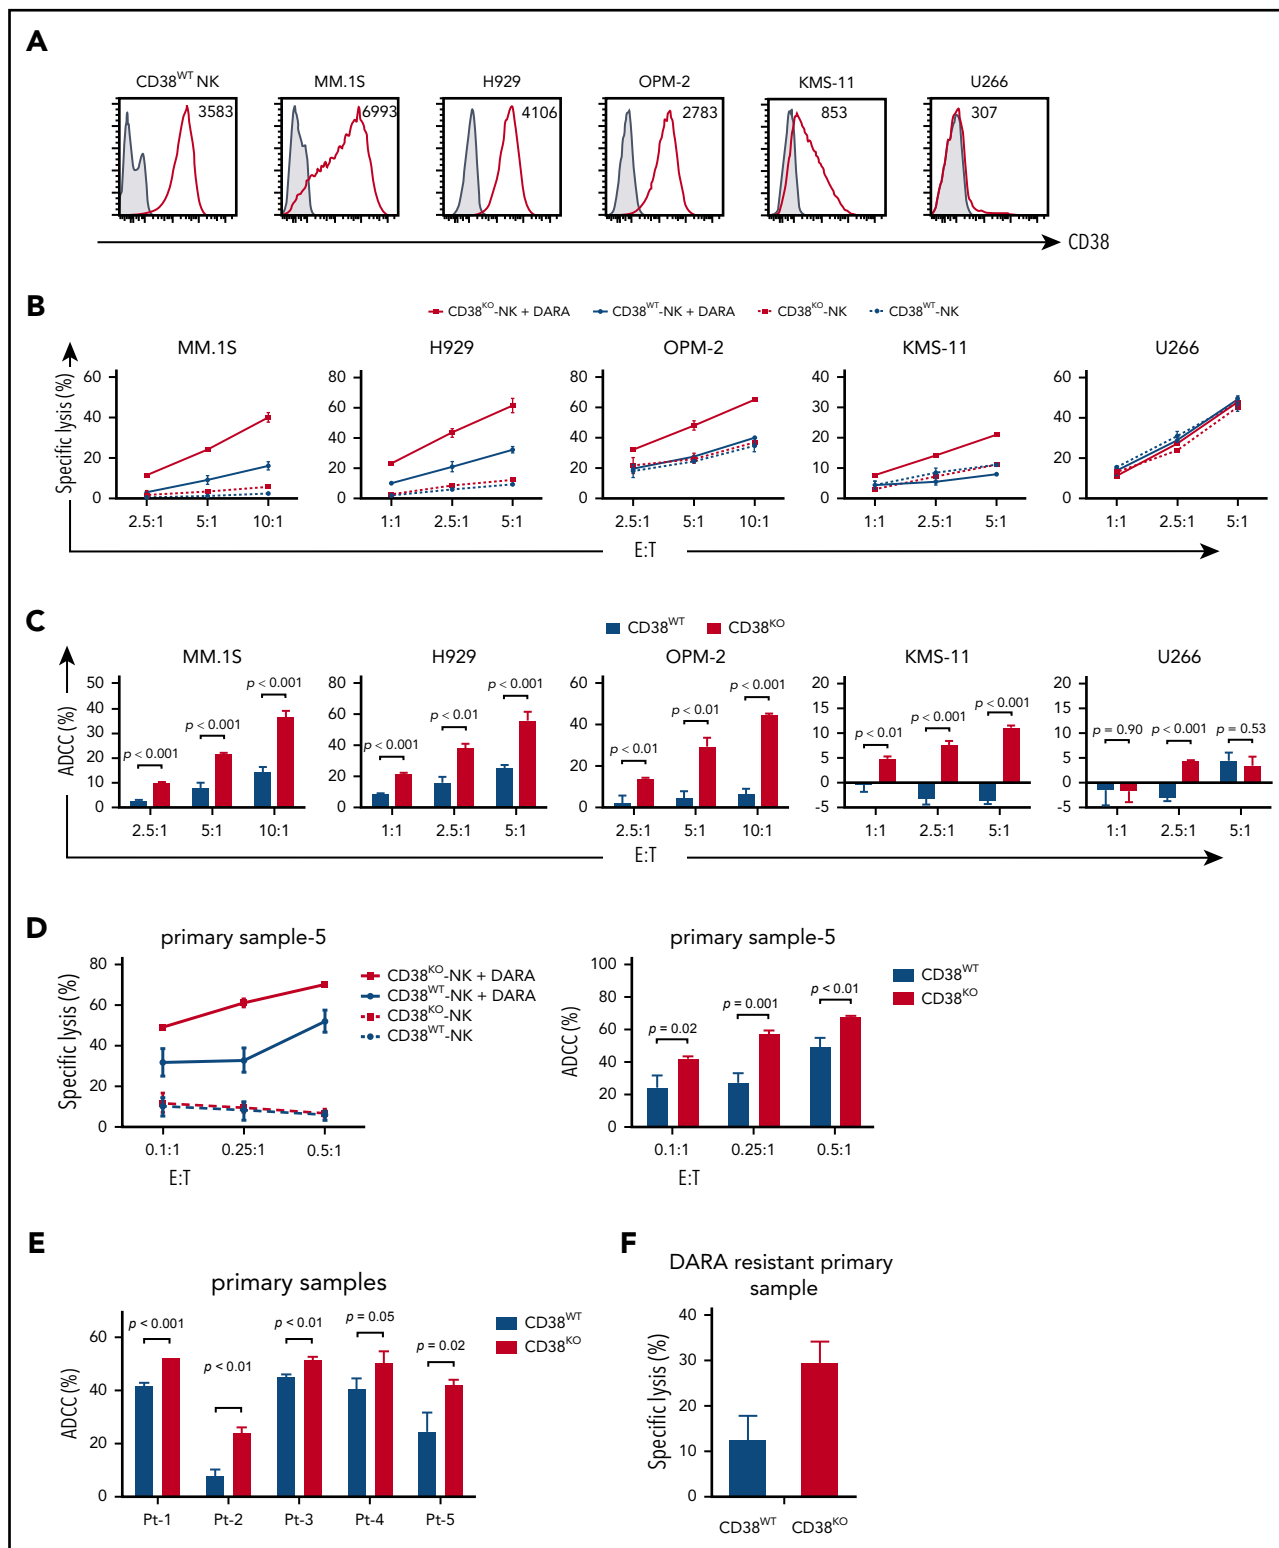 A
CD38WT NK MM.1S H929 OPM-2 KMS-11 U266
3583 6993 4106 2783 853 307
CD38
B
CD38KO-NK + DARA CD38WT-NK + DARA CD38KO-NK CD38WT-NK
MM.1S H929 OPM-2 KMS-11 U266
Specific lysis (%)
60 40 20 0
80 60 40 20 0
80 60 40 20 0
40 30 20 10 0
60 40 20 0
2.5:1 5:1 10:1 1:1 2.5:1 5:1 2.5:1 5:1 10:1 1:1 2.5:1 5:1 1:1 2.5:1 5:1
E:T
C
CD38WT CD38KO
MM.1S H929 OPM-2 KMS-11 U266
ADCC (%)
50 40 30 20 10 0
p < 0.001 p < 0.001 p < 0.001
80 60 40 20 0
p < 0.001 p < 0.01 p < 0.001
60 40 20 0
p < 0.01 p < 0.01 p < 0.001
20 15 10 5 0 -5
p < 0.01 p < 0.001 p < 0.001
20 15 10 5 0 -5
p = 0.90 p < 0.001 p = 0.53
2.5:1 5:1 10:1 1:1 2.5:1 5:1 2.5:1 5:1 10:1 1:1 2.5:1 5:1 1:1 2.5:1 5:1
E:T
D
primary sample-5
Specific lysis (%)
80 60 40 20 0
CD38KO-NK + DARA
CD38WT-NK + DARA
CD38KO-NK
CD38WT-NK
0.1:1 0.25:1 0.5:1
E:T
primary sample-5
ADCC (%)
100 80 60 40 20 0
p = 0.02 p = 0.001 p < 0.01
CD38WT
CD38KO
0.1:1 0.25:1 0.5:1
E:T
E
primary samples
ADCC (%)
60 40 20 0
p < 0.001 p < 0.01 p < 0.01 p = 0.05 p = 0.02
CD38WT
CD38KO
Pt-1 Pt-2 Pt-3 Pt-4 Pt-5
F
DARA resistant primary
sample
Specific lysis (%)
40 30 20 10 0
CD38WT CD38KO